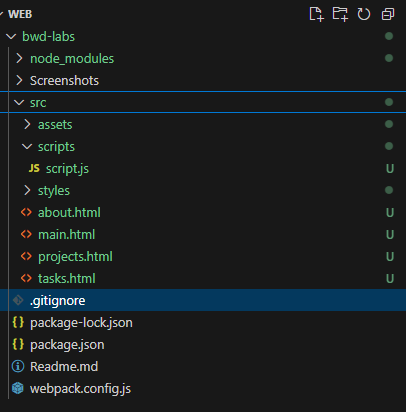 WEB
bwd-labs
node_modules
Screenshots
src
assets
scripts
JS script.js U
styles
<> about.html U
<> main.html U
<> projects.html U
<> tasks.html U
.gitignore
{} package-lock.json
{} package.json
Readme.md
webpack.config.js